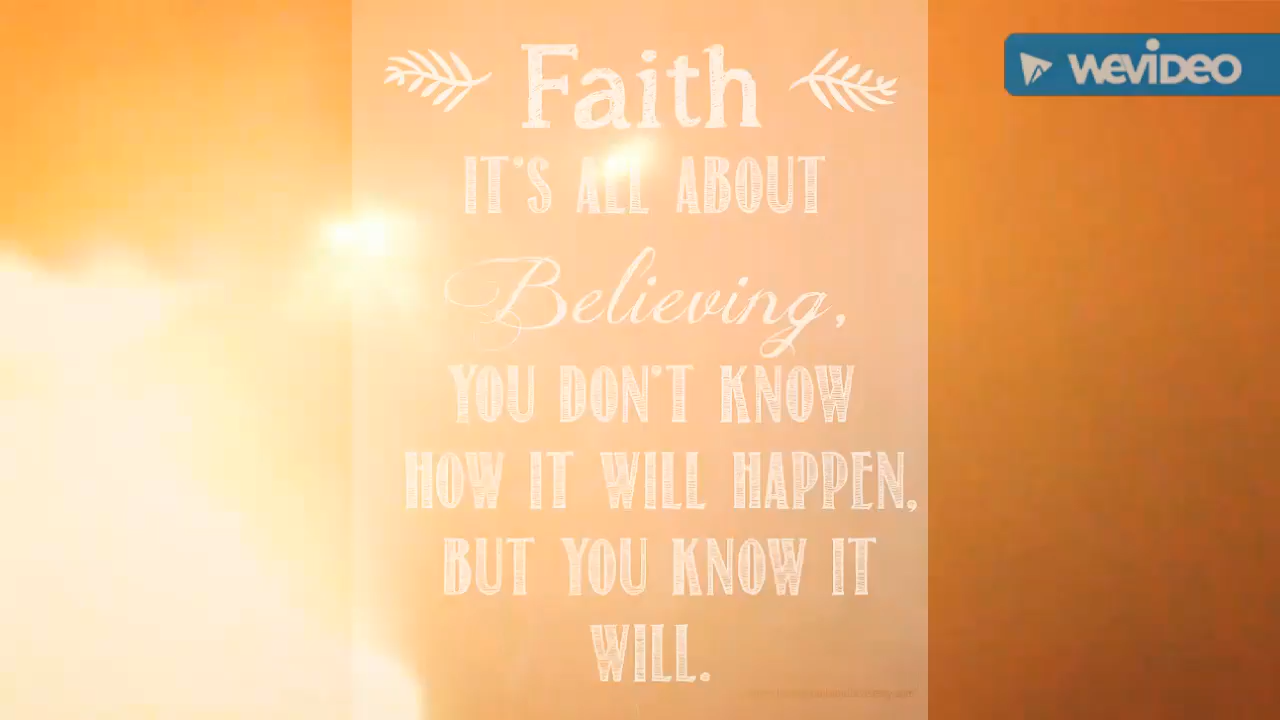 WEVIDEO
Faith
IT'S ALL ABOUT
Believing,
YOU DON'T KNOW
HOW IT WILL HAPPEN,
BUT YOU KNOW IT
WILL.